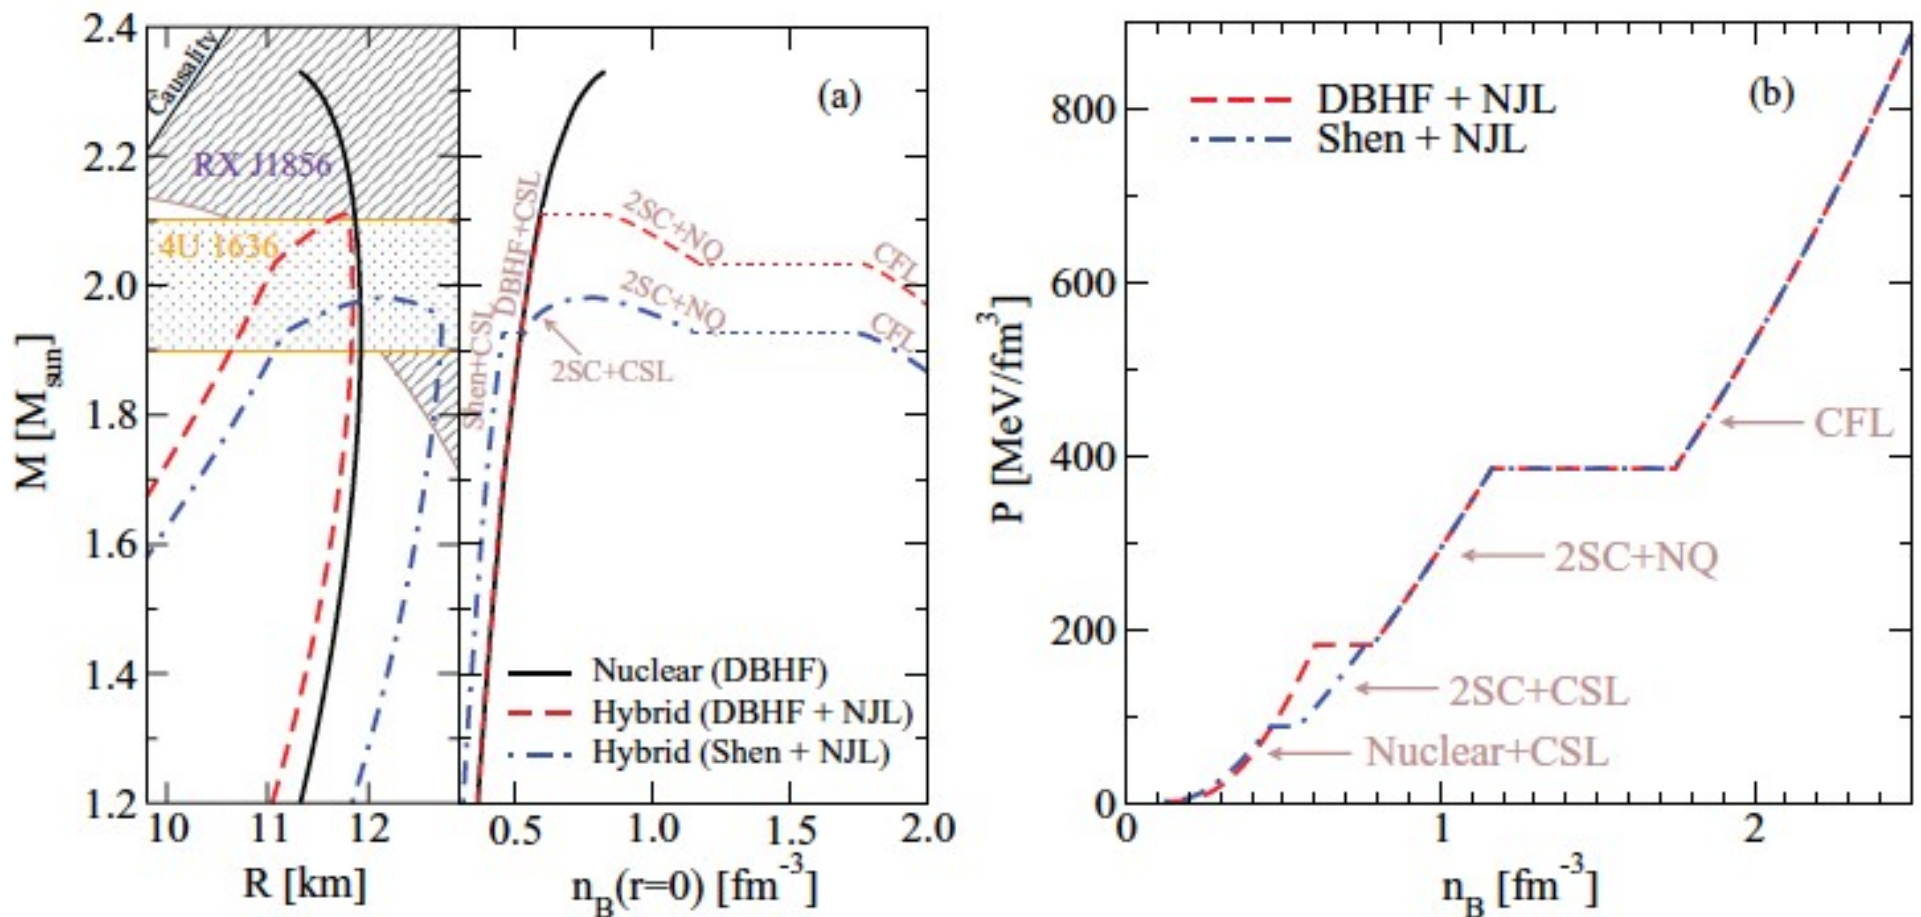 2.4
2.2
2.0
1.8
1.6
1.4
1.2
M [M_sun]
Causality
RX J1856
4U 1636
10
11
12
R [km]
(a)
Shen+CSL
DBHF+CSL
2SC+NQ
CFL
2SC+NQ
CFL
2SC+CSL
Nuclear (DBHF)
Hybrid (DBHF + NJL)
Hybrid (Shen + NJL)
0.5
1.0
1.5
2.0
n_B(r=0) [fm^-3]
800
600
400
200
0
P [MeV/fm^3]
DBHF + NJL
Shen + NJL
(b)
CFL
2SC+NQ
2SC+CSL
Nuclear+CSL
0
1
2
n_B [fm^-3]